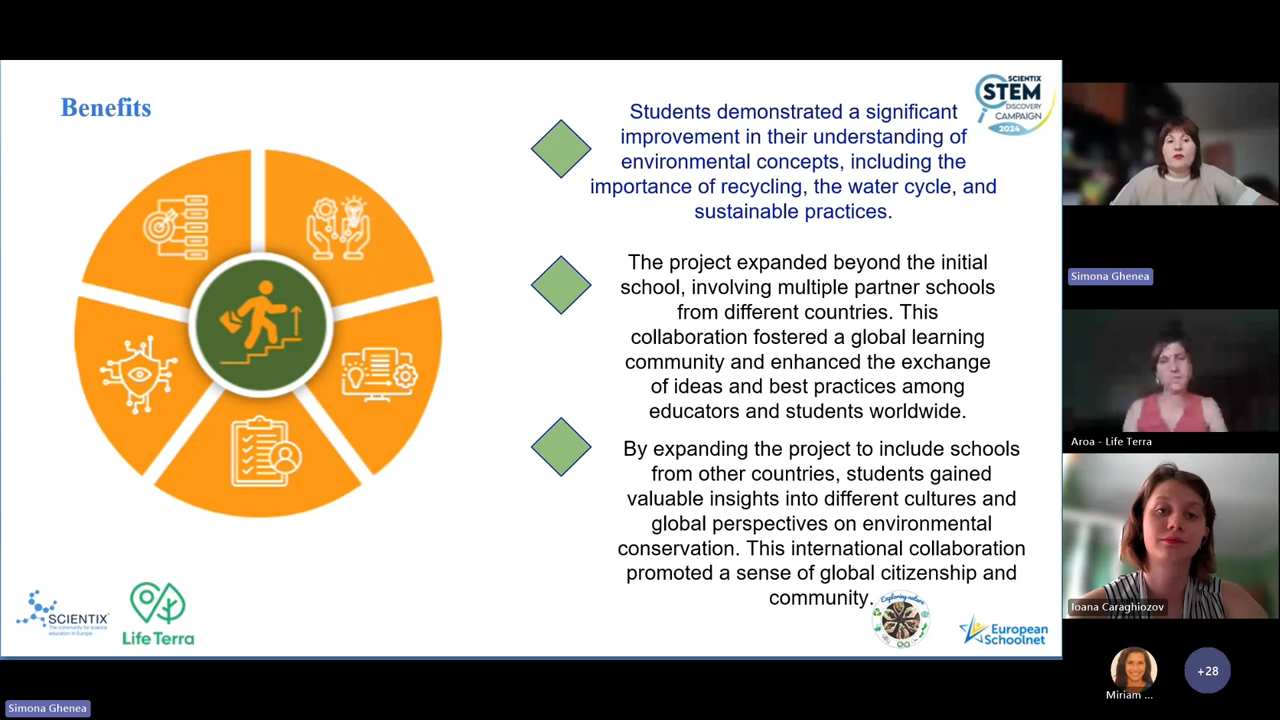 Benefits
SCIENTIX
STEM
DISCOVERY
CAMPAIGN
2024
Students demonstrated a significant
improvement in their understanding of
environmental concepts, including the
importance of recycling, the water cycle, and
sustainable practices.
The project expanded beyond the initial
school, involving multiple partner schools
from different countries. This
collaboration fostered a global learning
community and enhanced the exchange
of ideas and best practices among
educators and students worldwide.
By expanding the project to include schools
from other countries, students gained
valuable insights into different cultures and
global perspectives on environmental
conservation. This international collaboration
promoted a sense of global citizenship and
community.
SCIENTIX
The community for science
education in Europe
Life Terra
Exploring nature
European
Schoolnet
Simona Ghenea
Aroa - Life Terra
Ioana Caraghiozov
Miriam ...
+28
Simona Ghenea